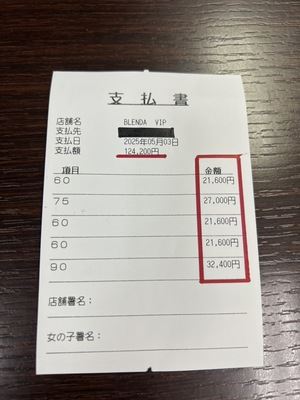 支払書
店舗名 BLENDA VIP
支払先
支払日 2025年05月03日
支払額 124,200円
項目 金額
60 21,600円
75 27,000円
60 21,600円
60 21,600円
90 32,400円
店舗署名：
女の子署名：